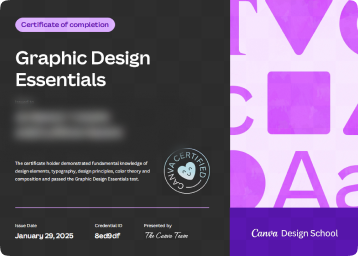 Certificate of completion
Graphic Design
Essentials
The certificate holder demonstrated fundamental knowledge of
design elements, typography, design principles, color theory and
composition and passed the Graphic Design Essentials test.
CANVA CERTIFIED
Issue Date
January 29, 2025
Credential ID
8ed9df
Presented by
The Canva Team
Canva Design School
Aa